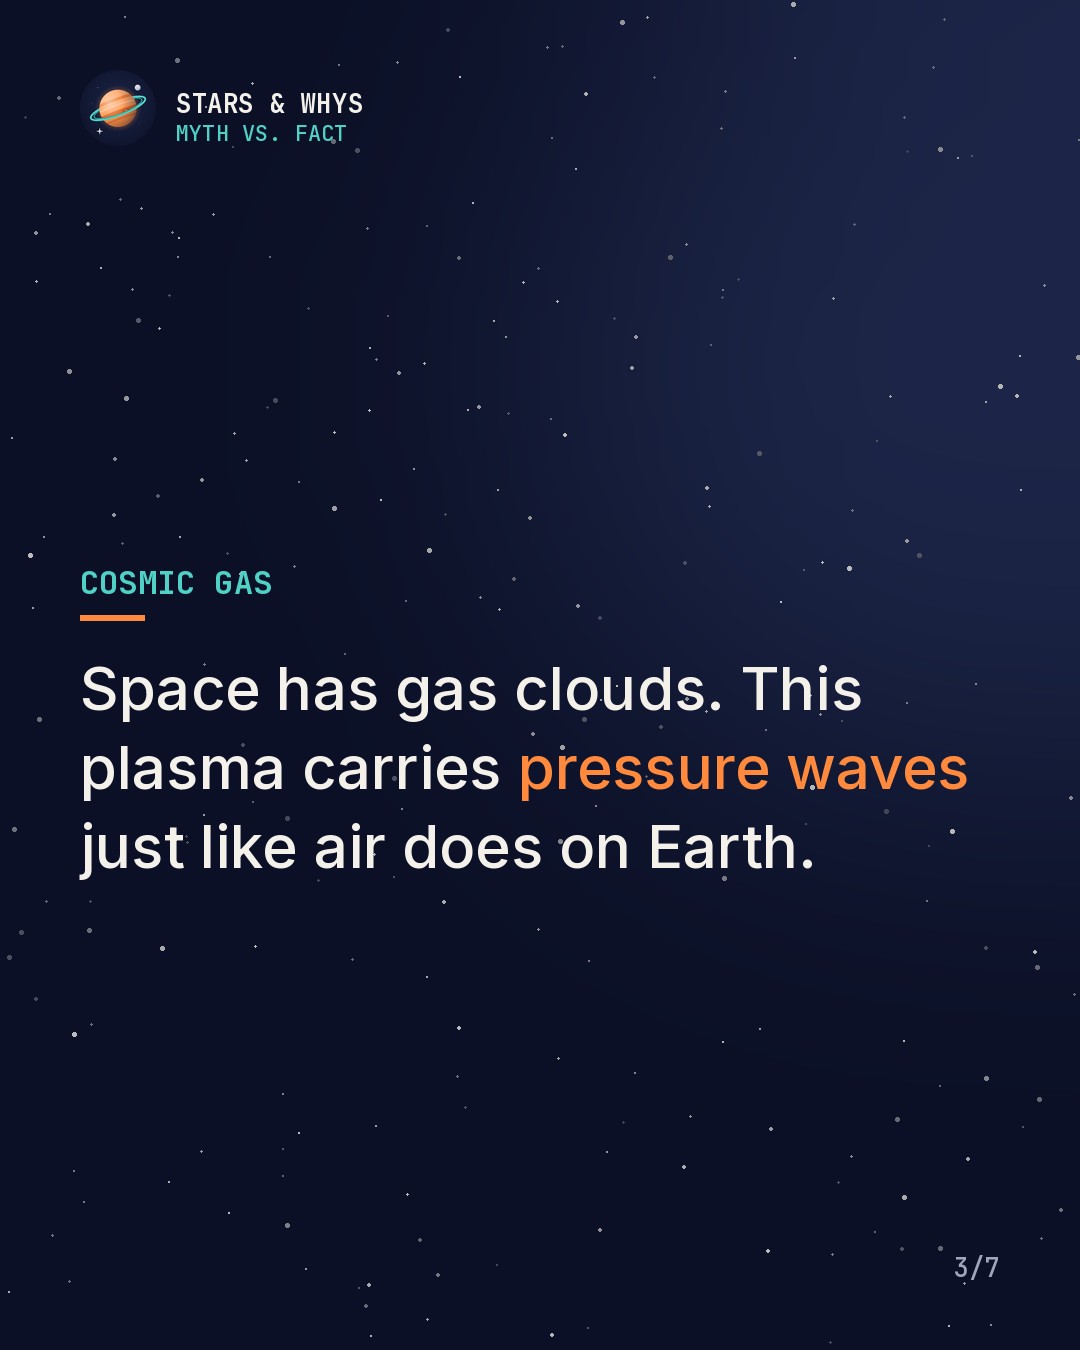 STARS & WHYS
MYTH VS. FACT
COSMIC GAS
Space has gas clouds. This
plasma carries pressure waves
just like air does on Earth.
3/7